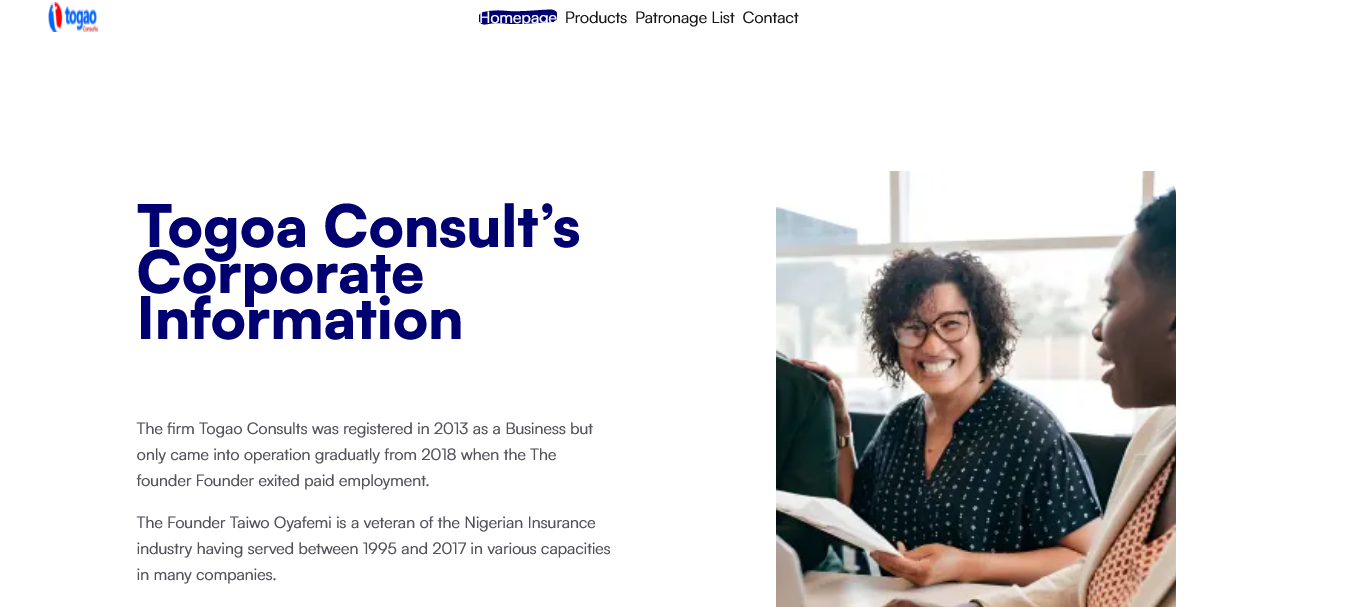 togao
Consults
Homepage Products Patronage List Contact
Togoa Consult’s
Corporate
Information
The firm Togao Consults was registered in 2013 as a Business but
only came into operation graduatly from 2018 when the The
founder Founder exited paid employment.
The Founder Taiwo Oyafemi is a veteran of the Nigerian Insurance
industry having served between 1995 and 2017 in various capacities
in many companies.